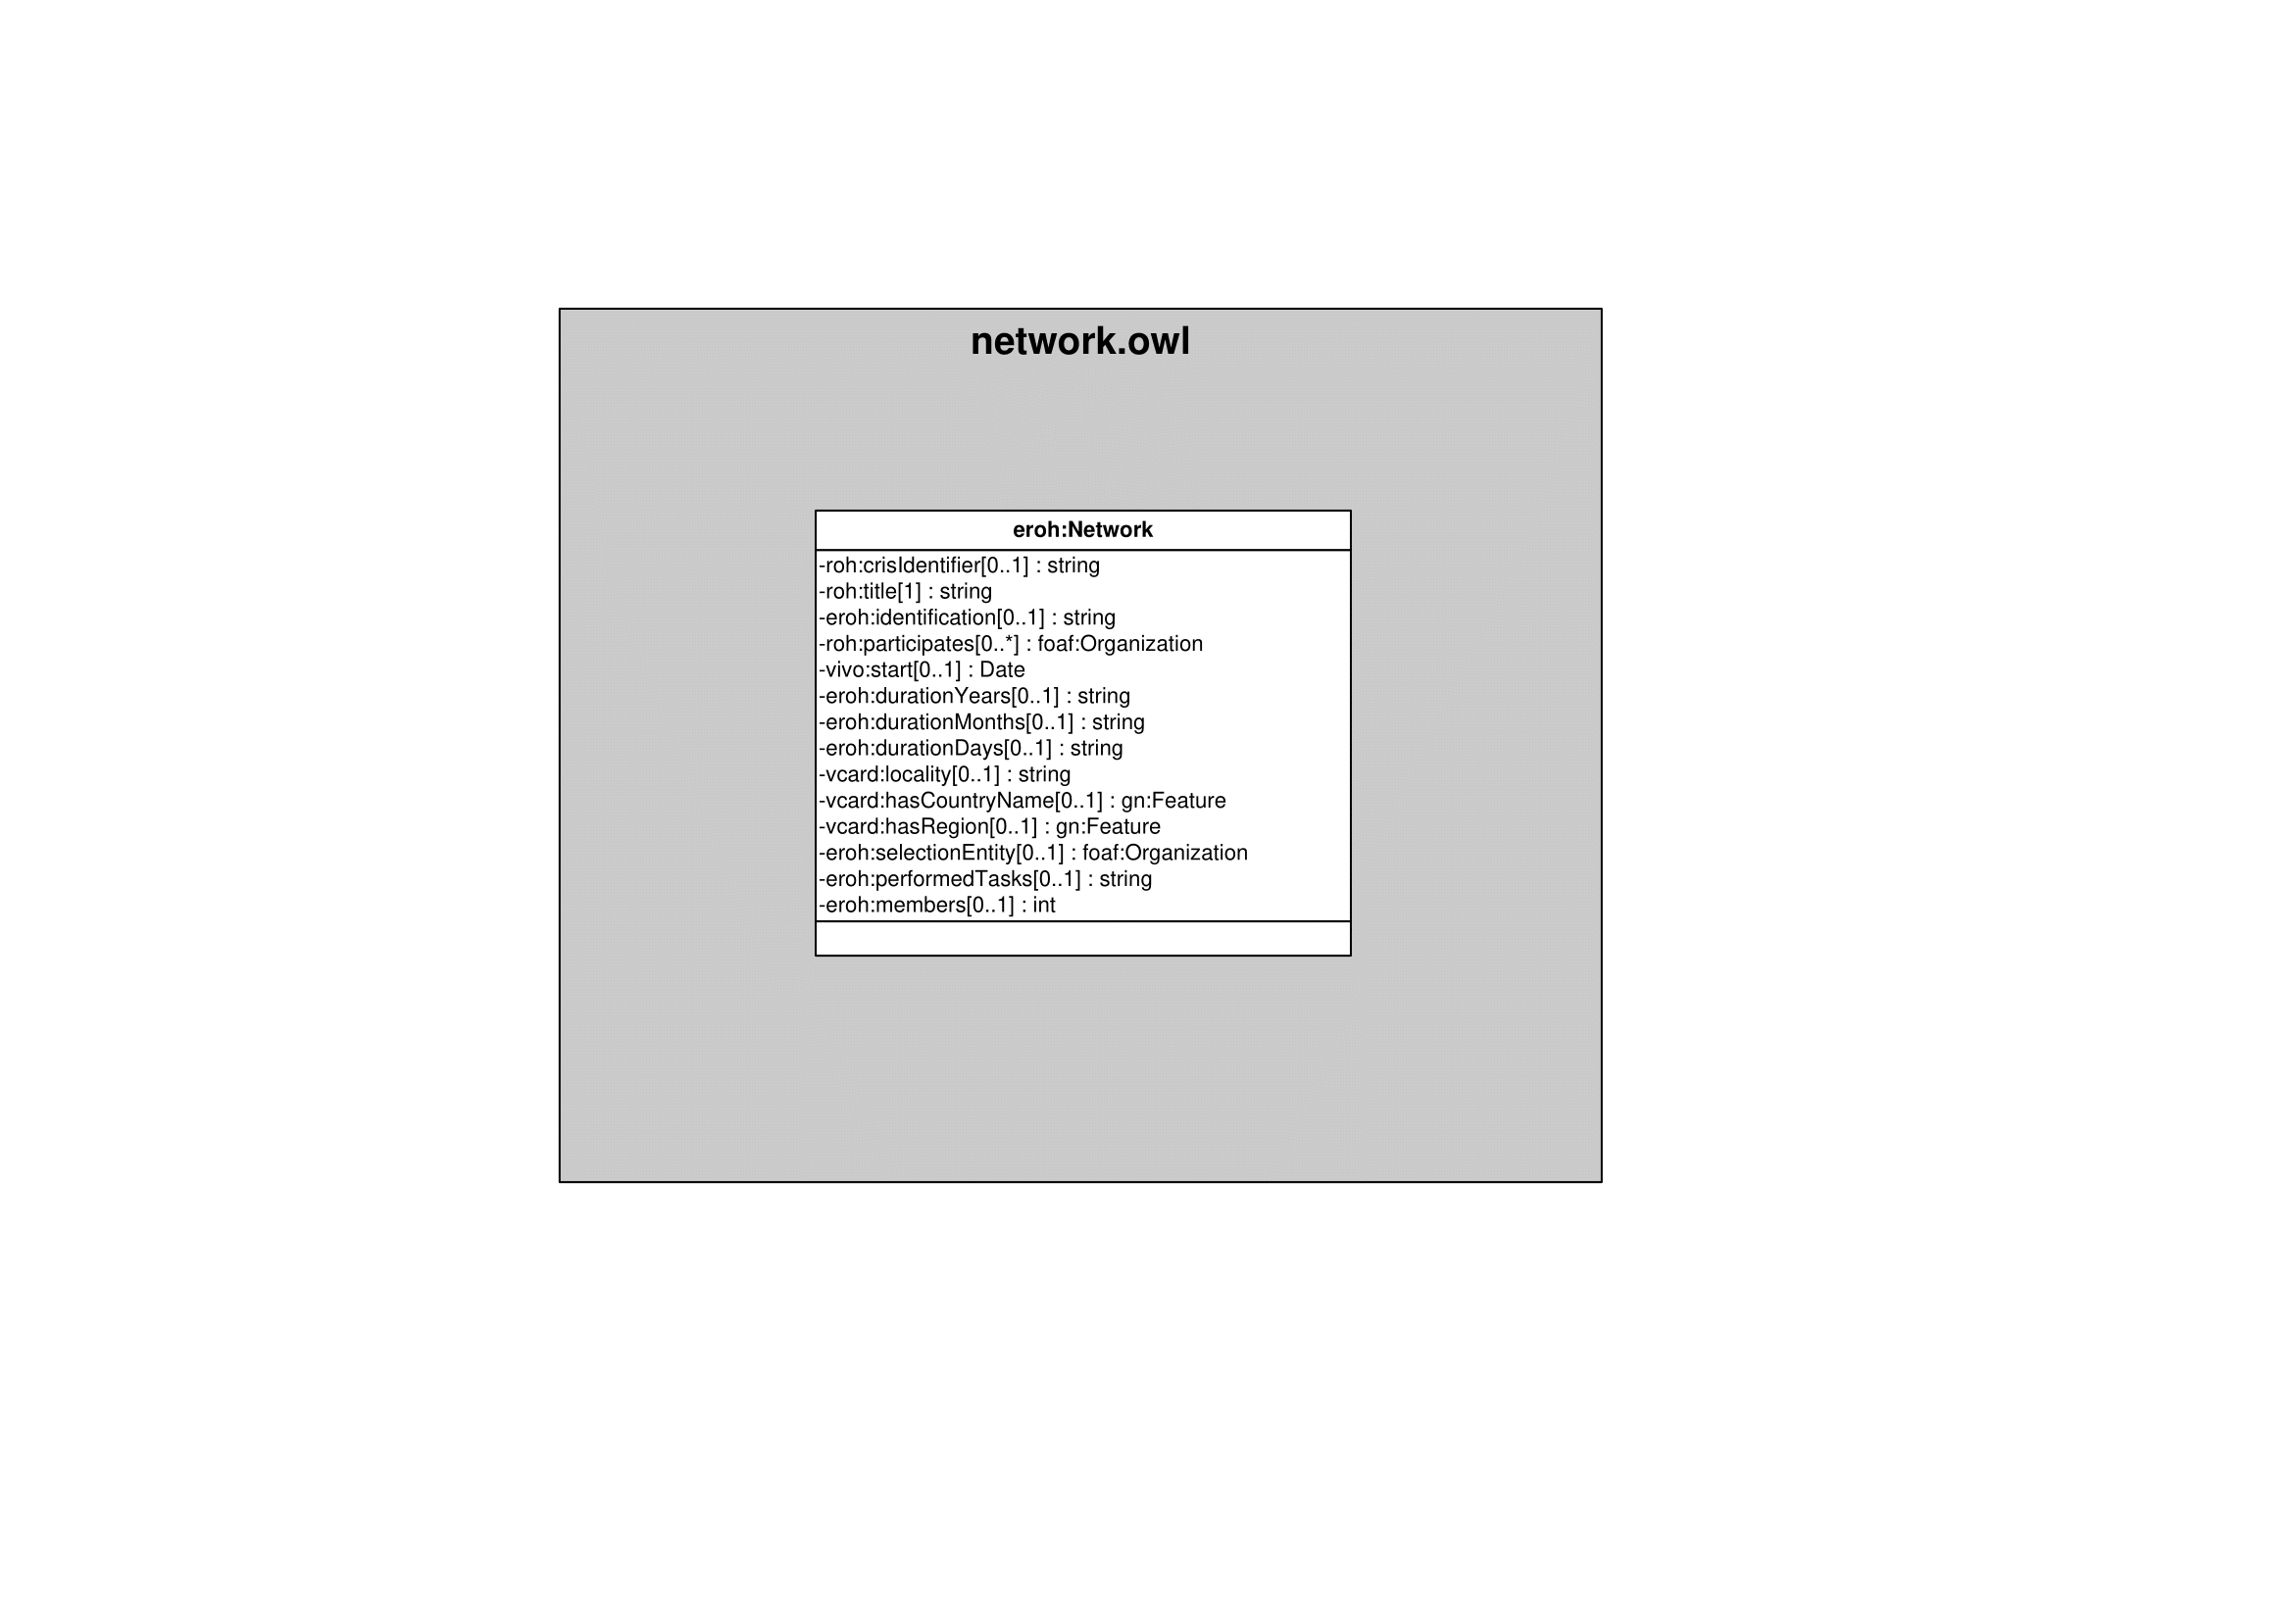 network.owl
eroh:Network
-roh:crisIdentifier[0..1] : string
-roh:title[1] : string
-eroh:identification[0..1] : string
-roh:participates[0..*] : foaf:Organization
-vivo:start[0..1] : Date
-eroh:durationYears[0..1] : string
-eroh:durationMonths[0..1] : string
-eroh:durationDays[0..1] : string
-vcard:locality[0..1] : string
-vcard:hasCountryName[0..1] : gn:Feature
-vcard:hasRegion[0..1] : gn:Feature
-eroh:selectionEntity[0..1] : foaf:Organization
-eroh:performedTasks[0..1] : string
-eroh:members[0..1] : int